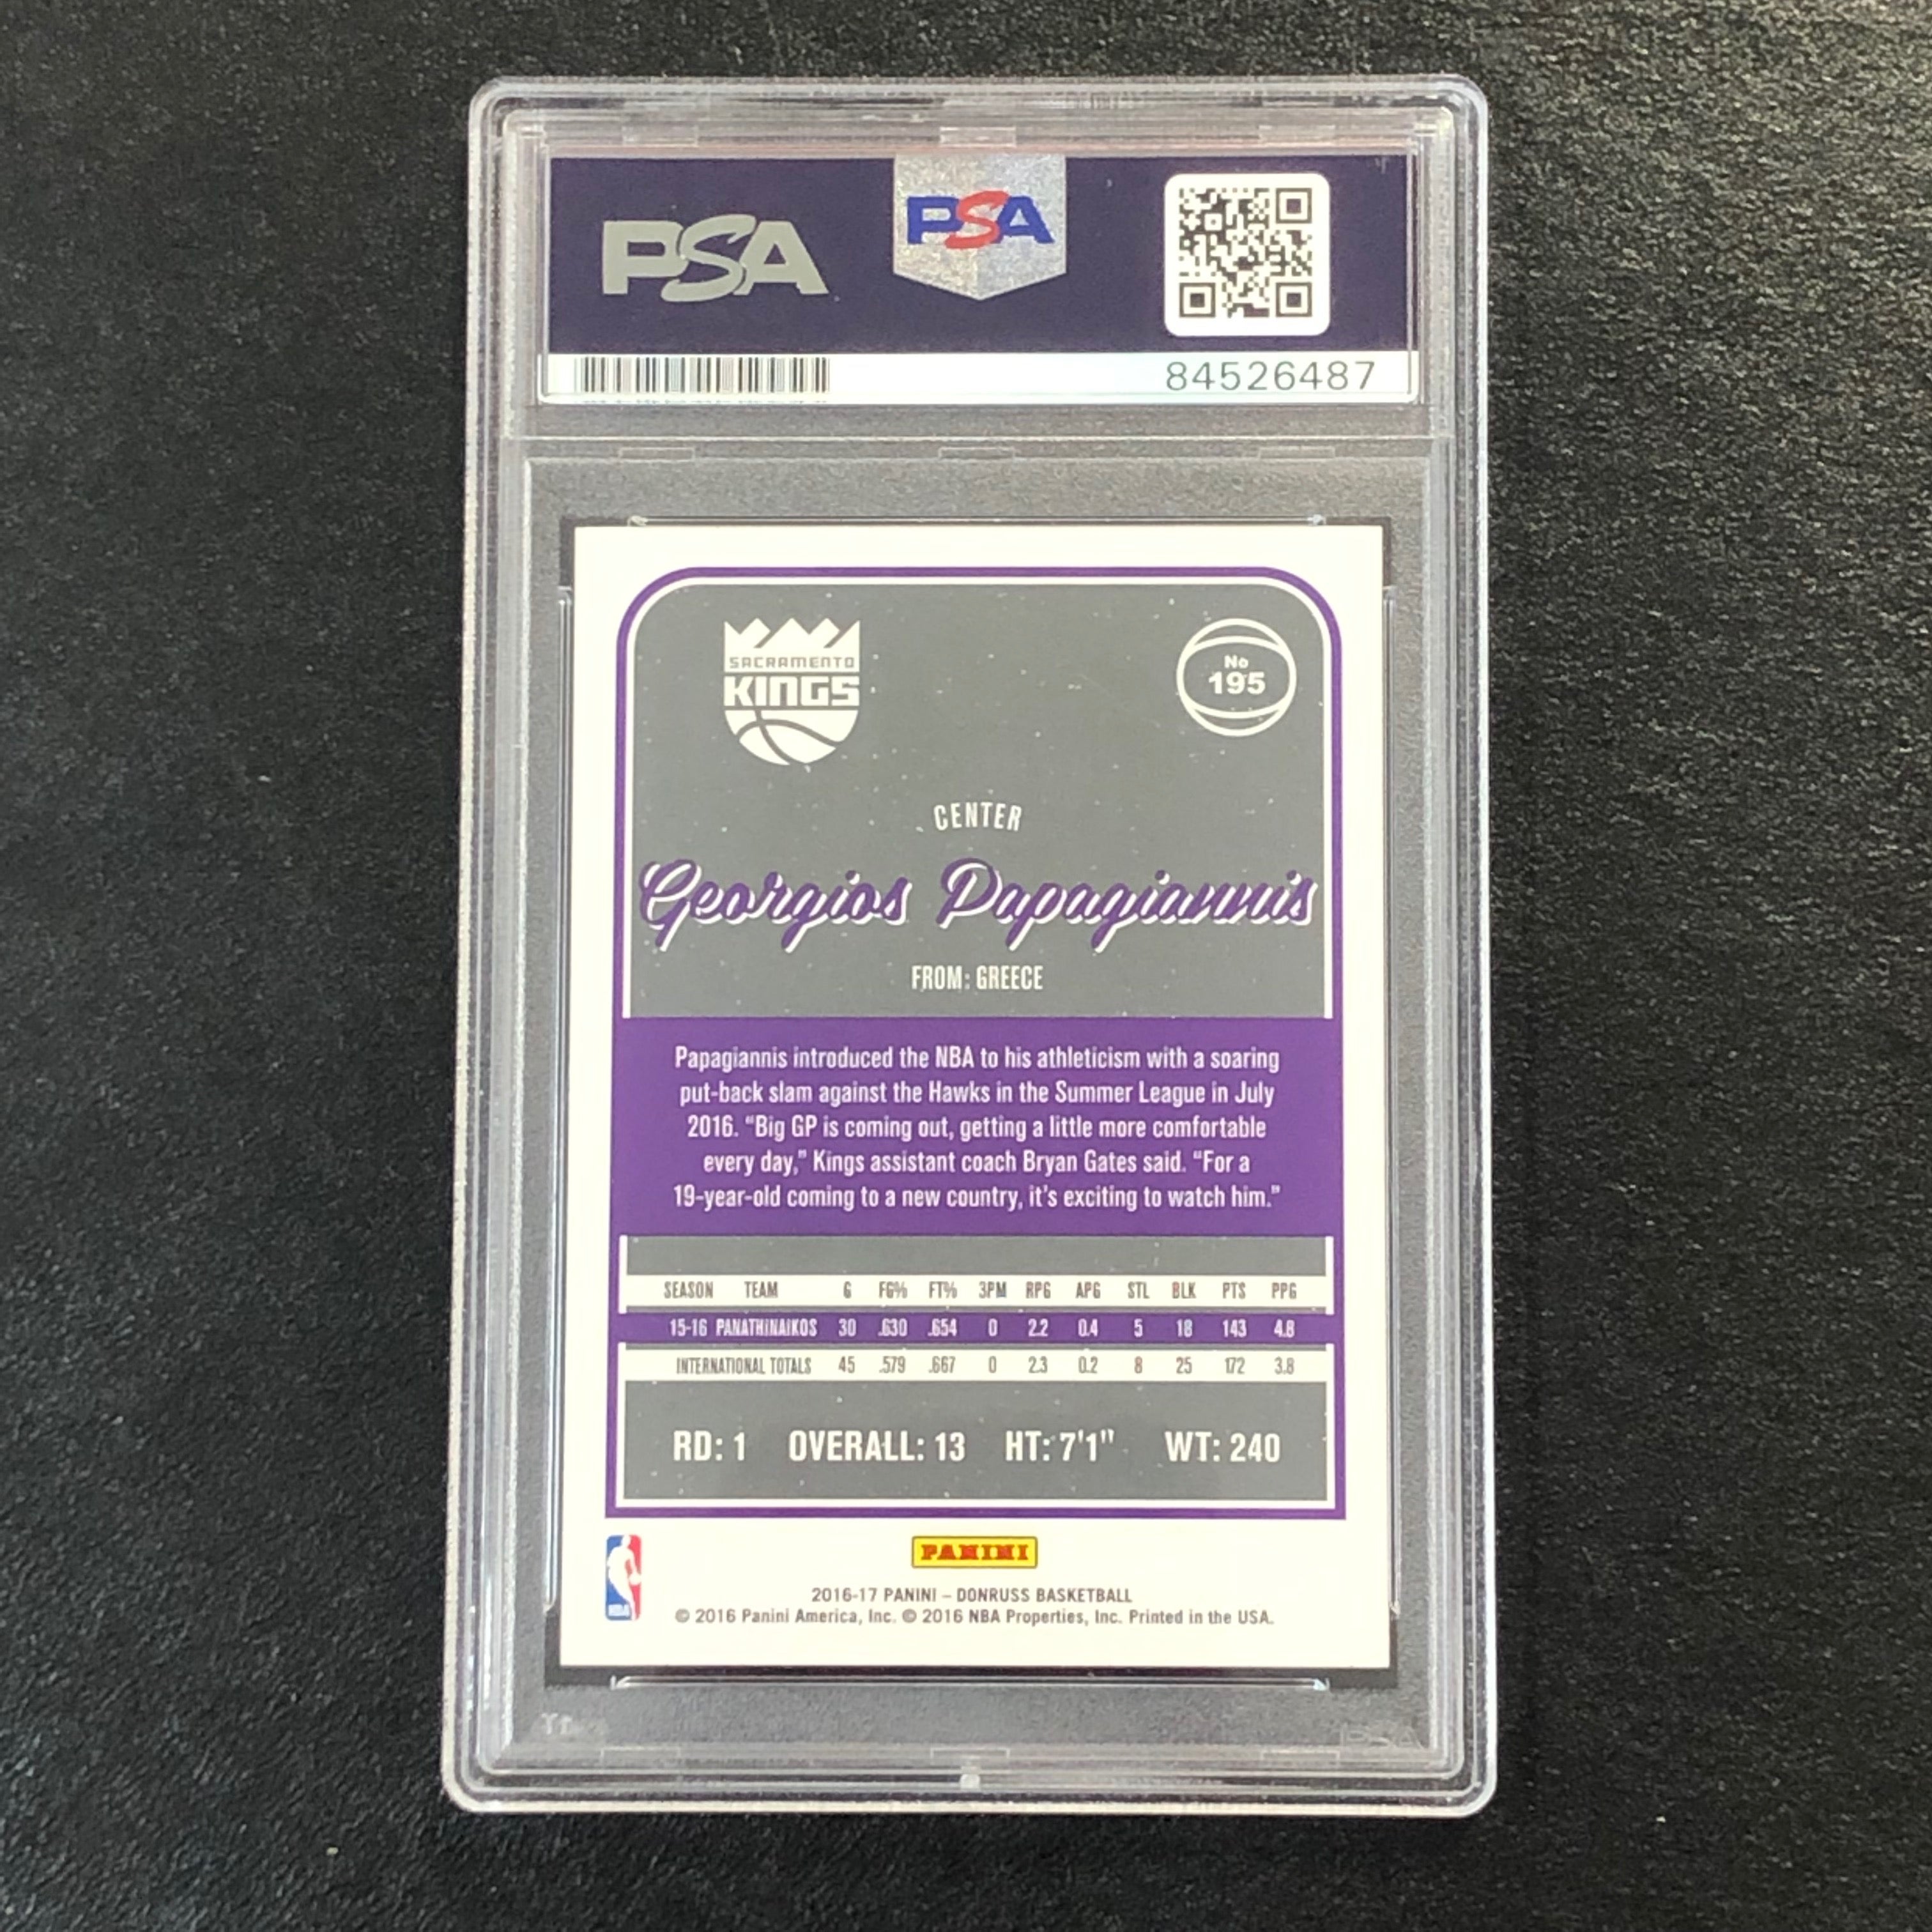 PSA
PSA
84526487
SACRAMENTO
KINGS
No
195
CENTER
Georgios Papagiannis
FROM: GREECE
Papagiannis introduced the NBA to his athleticism with a soaring
put-back slam against the Hawks in the Summer League in July
2016. “Big GP is coming out, getting a little more comfortable
every day,” Kings assistant coach Bryan Gates said. “For a
19-year-old coming to a new country, it’s exciting to watch him.”
SEASON TEAM G FG% FT% 3PM RPG APG STL BLK PTS PPG
15-16 PANATHINAIKOS 30 .630 .654 0 2.2 0.4 5 18 143 4.8
INTERNATIONAL TOTALS 45 .579 .667 0 2.3 0.2 8 25 172 3.8
RD: 1 OVERALL: 13 HT: 7'1" WT: 240
NBA
PANINI
2016-17 PANINI – DONRUSS BASKETBALL
© 2016 Panini America, Inc. © 2016 NBA Properties, Inc. Printed in the USA.